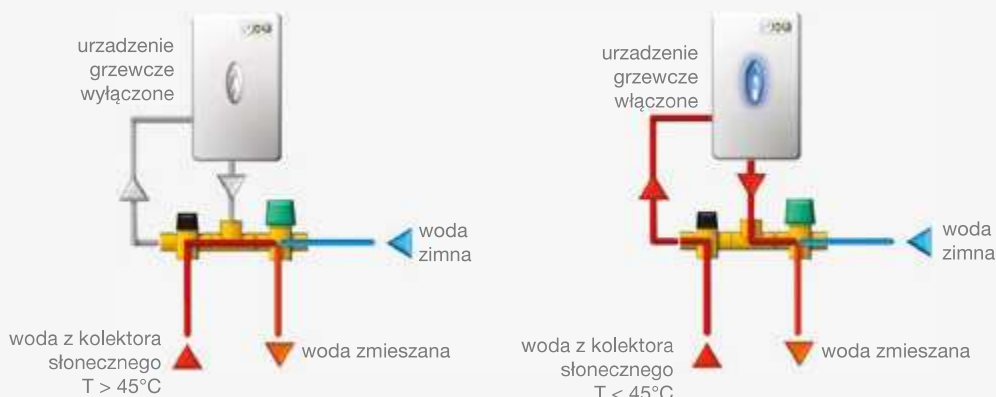 urzadzenie
grzewcze
wyłączone
woda
zimna
woda z kolektora
słonecznego
T > 45°C
woda zmieszana
urzadzenie
grzewcze
włączone
woda
zimna
woda z kolektora
słonecznego
T < 45°C
woda zmieszana